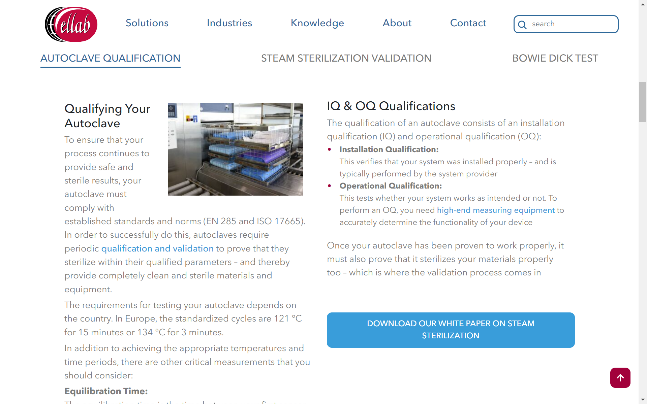 ellab
Solutions
Industries
Knowledge
About
Contact
search
AUTOCLAVE QUALIFICATION
STEAM STERILIZATION VALIDATION
BOWIE DICK TEST
Qualifying Your
Autoclave
To ensure that your
process continues to
provide safe and
sterile results, your
autoclave must
comply with
established standards and norms (EN 285 and ISO 17665).
In order to successfully do this, autoclaves require
periodic qualification and validation to prove that they
sterilize within their qualified parameters – and thereby
provide completely clean and sterile materials and
equipment.
The requirements for testing your autoclave depends on
the country. In Europe, the standardized cycles are 121 °C
for 15 minutes or 134 °C for 3 minutes.
In addition to achieving the appropriate temperatures and
time periods, there are other critical measurements that you
should consider:
Equilibration Time:
IQ & OQ Qualifications
The qualification of an autoclave consists of an installation
qualification (IQ) and operational qualification (OQ):
• Installation Qualification:
This verifies that your system was installed properly – and is
typically performed by the system provider
• Operational Qualification:
This tests whether your system works as intended or not. To
perform an OQ, you need high-end measuring equipment to
accurately determine the functionality of your device
Once your autoclave has been proven to work properly, it
must also prove that it sterilizes your materials properly
too – which is where the validation process comes in
DOWNLOAD OUR WHITE PAPER ON STEAM
STERILIZATION